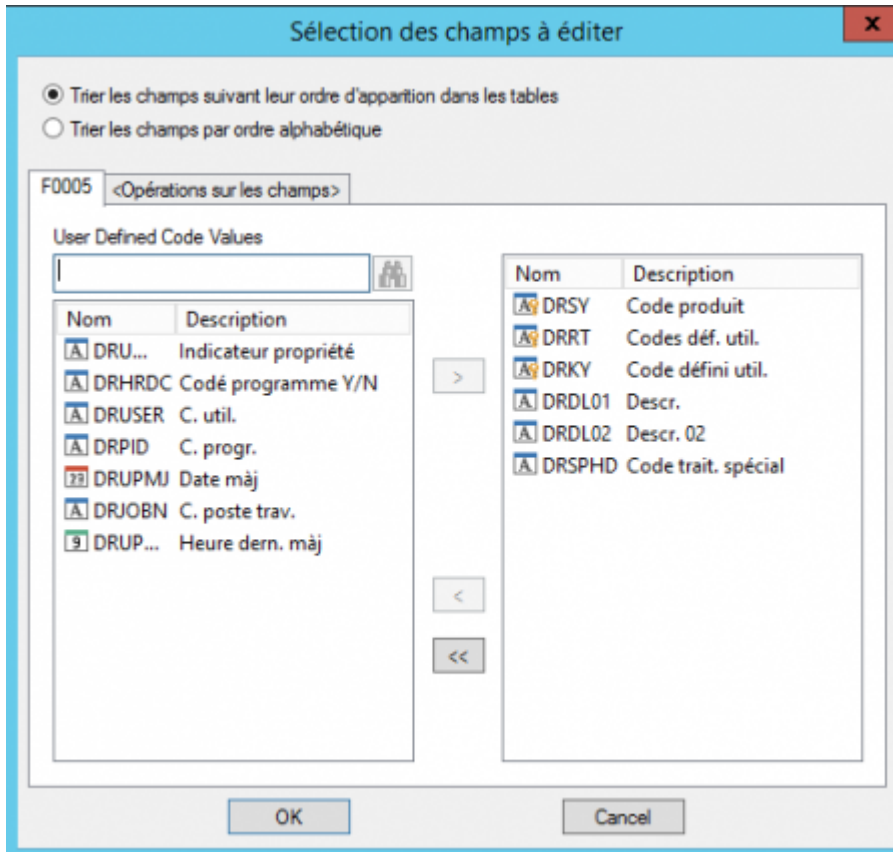 Sélection des champs à éditer
x
Trier les champs suivant leur ordre d'apparition dans les tables
Trier les champs par ordre alphabétique
F0005 <Opérations sur les champs>
User Defined Code Values
Nom Description
DRU... Indicateur propriété
DRHRDC Codé programme Y/N
DRUSER C. util.
DRPID C. progr.
DRUPMJ Date màj
DRJOBN C. poste trav.
DRUP... Heure dern. màj
>
<
<<
Nom Description
DRSY Code produit
DRRT Codes déf. util.
DRKY Code défini util.
DRDL01 Descr.
DRDL02 Descr. 02
DRSPHD Code trait. spécial
OK Cancel